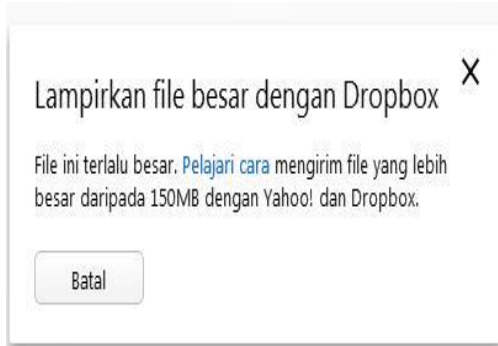 Lampirkan file besar dengan Dropbox
File ini terlalu besar. Pelajari cara mengirim file yang lebih
besar daripada 150MB dengan Yahoo! dan Dropbox.
Batal